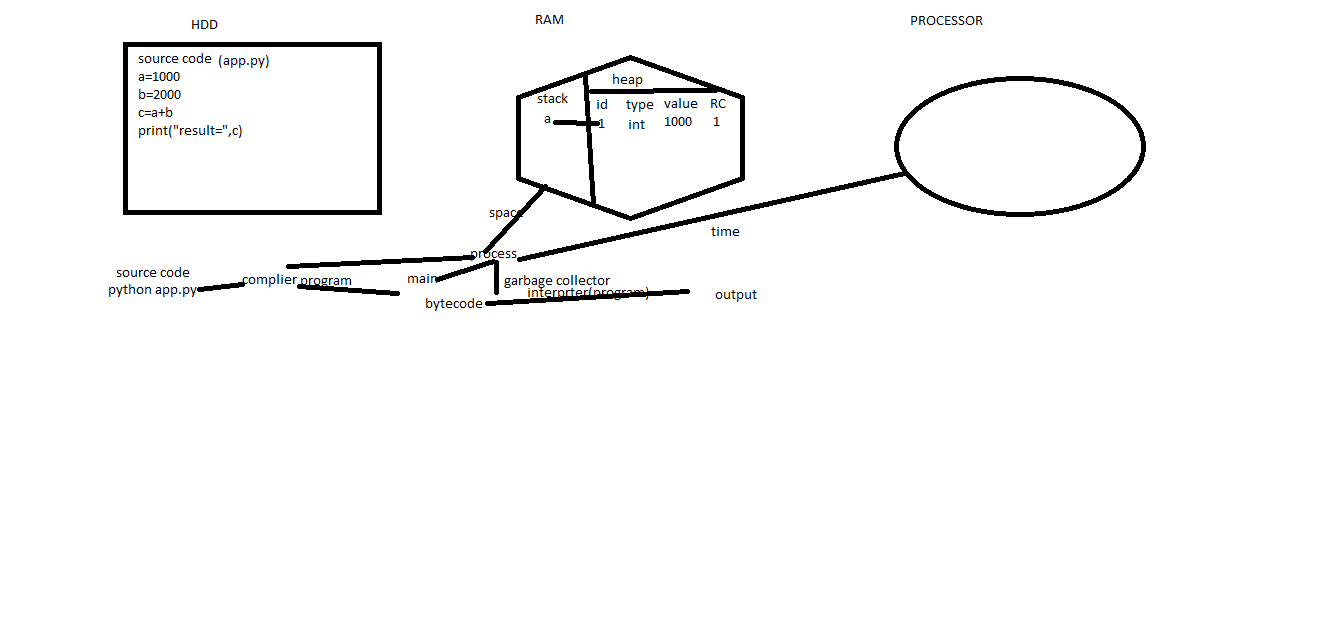 HDD
RAM
PROCESSOR
source code (app.py)
a=1000
b=2000
c=a+b
print("result=",c)
heap
stack
id type value RC
a 1 int 1000 1
space
time
process
source code
python app.py
complier program
main
garbage collector
interprter(program)
bytecode
output